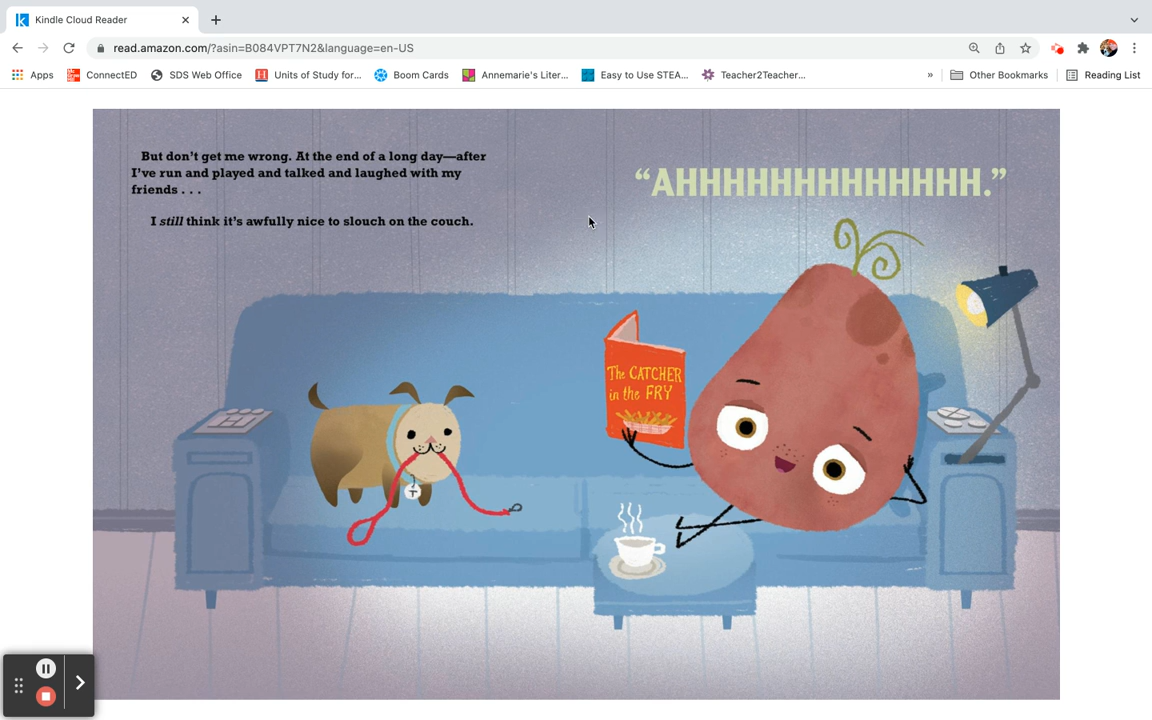 Kindle Cloud Reader
read.amazon.com/?asin=B084VPT7N2&language=en-US
Apps ConnectED SDS Web Office Units of Study for... Boom Cards Annemarie's Liter... Easy to Use STEA... Teacher2Teacher... » Other Bookmarks Reading List
But don't get me wrong. At the end of a long day—after
I've run and played and talked and laughed with my
friends . . .
I still think it's awfully nice to slouch on the couch.
“AHHHHHHHHHHHHHH.”
The CATCHER
in the FRY
T